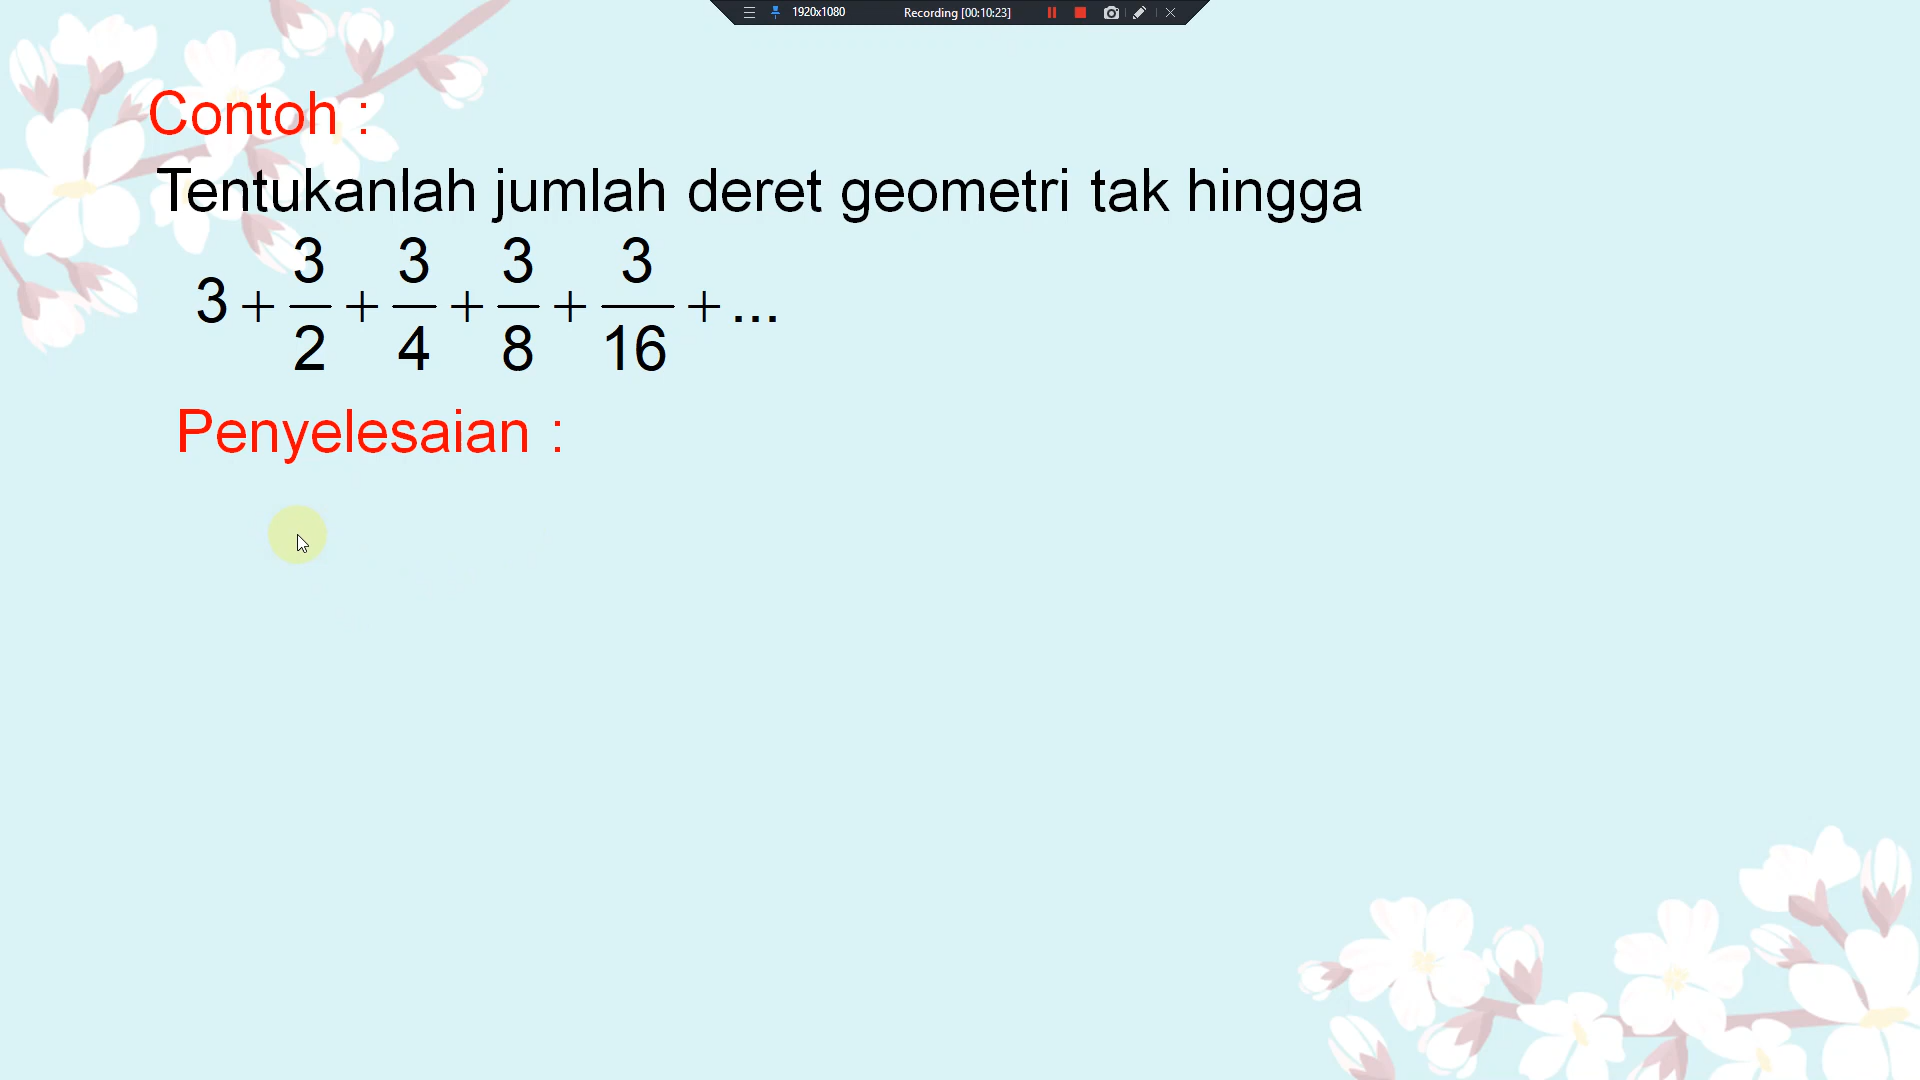 1920x1080 Recording [00:10:23]
Contoh :
Tentukanlah jumlah deret geometri tak hingga
3 + 3/2 + 3/4 + 3/8 + 3/16 + ...
Penyelesaian :